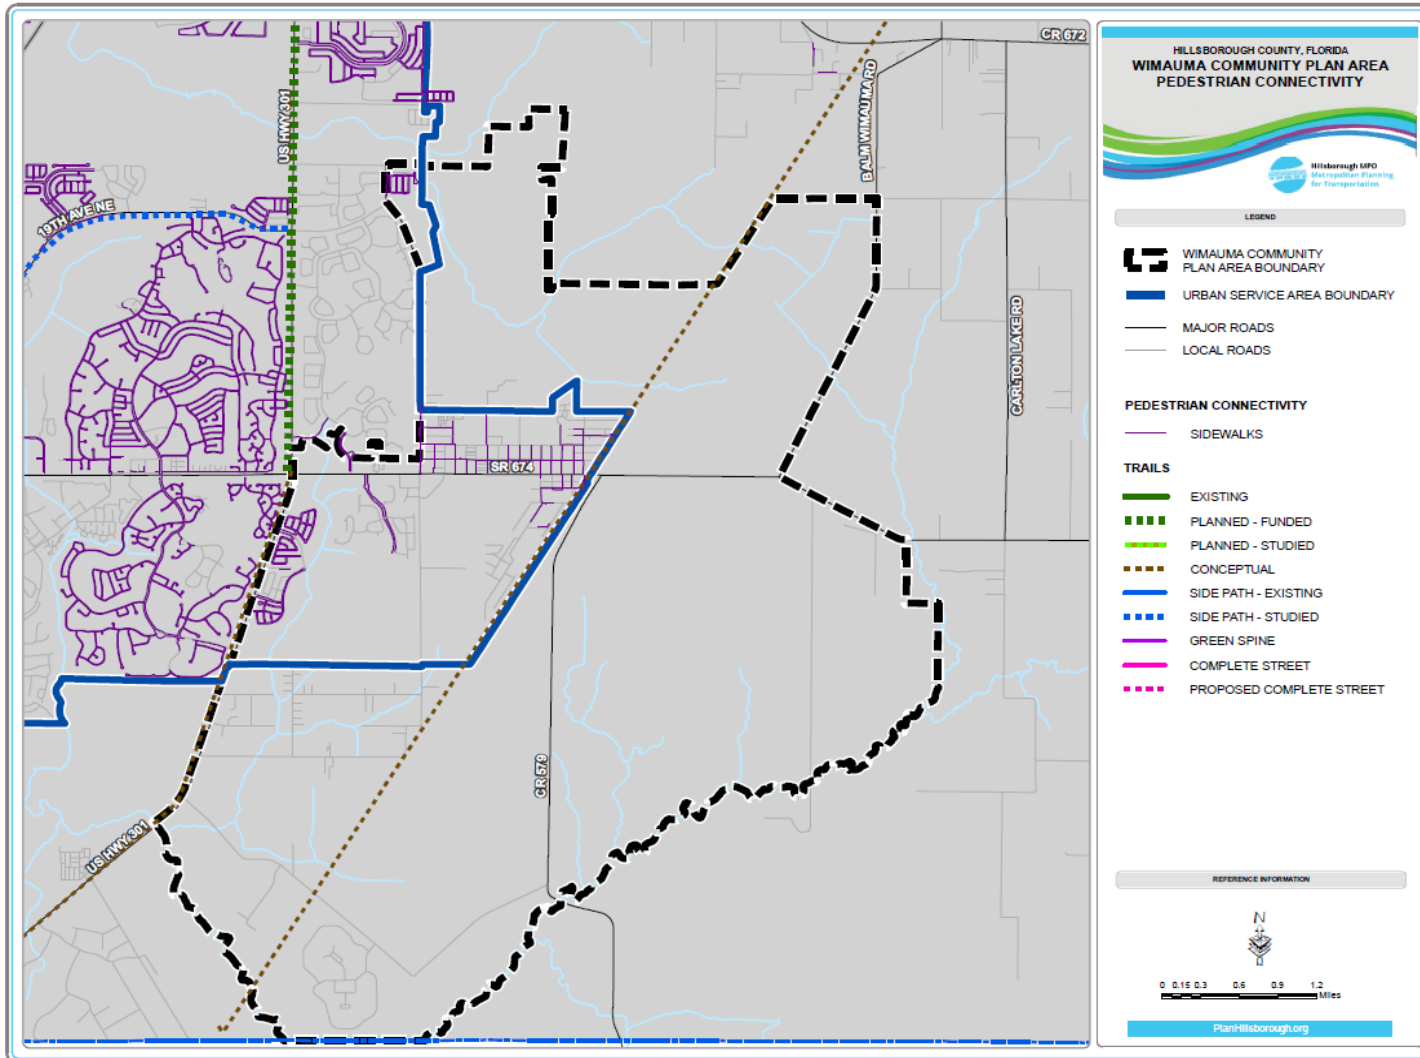 CR 672
US HWY 301
BALM WIMAUMA RD
19TH AVE NE
CARLTON LAKE RD
SR 674
CR 579
US HWY 301
HILLSBOROUGH COUNTY, FLORIDA
WIMAUMA COMMUNITY PLAN AREA
PEDESTRIAN CONNECTIVITY
Hillsborough MPO
Metropolitan Planning
for Transportation
LEGEND
WIMAUMA COMMUNITY
PLAN AREA BOUNDARY
URBAN SERVICE AREA BOUNDARY
MAJOR ROADS
LOCAL ROADS
PEDESTRIAN CONNECTIVITY
SIDEWALKS
TRAILS
EXISTING
PLANNED - FUNDED
PLANNED - STUDIED
CONCEPTUAL
SIDE PATH - EXISTING
SIDE PATH - STUDIED
GREEN SPINE
COMPLETE STREET
PROPOSED COMPLETE STREET
REFERENCE INFORMATION
N
0 0.15 0.3 0.6 0.9 1.2
Miles
PlanHillsborough.org